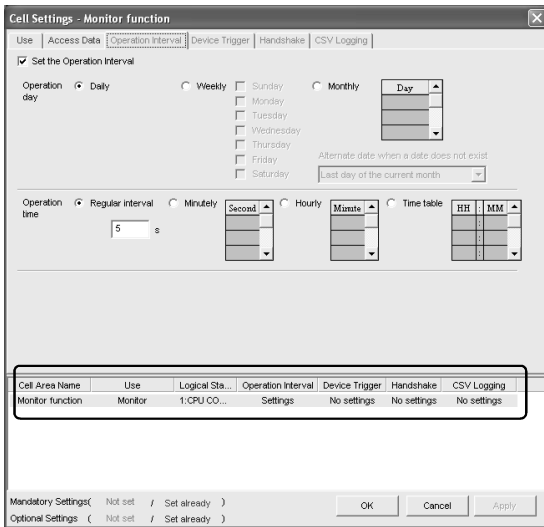 Cell Settings - Monitor function
Use Access Data Operation Interval Device Trigger Handshake CSV Logging
Set the Operation Interval
Operation day Daily Weekly Sunday Monthly Day
Monday
Tuesday
Wednesday
Thursday
Friday Alternate date when a date does not exist
Saturday Last day of the current month
Operation time Regular interval Minutely Second Hourly Minute Time table HH : MM
5 s :
:
:
Cell Area Name Use Logical Sta... Operation Interval Device Trigger Handshake CSV Logging
Monitor function Monitor 1:CPU CO... Settings No settings No settings No settings
Mandatory Settings( Not set / Set already ) OK Cancel Apply
Optional Settings ( Not set / Set already )